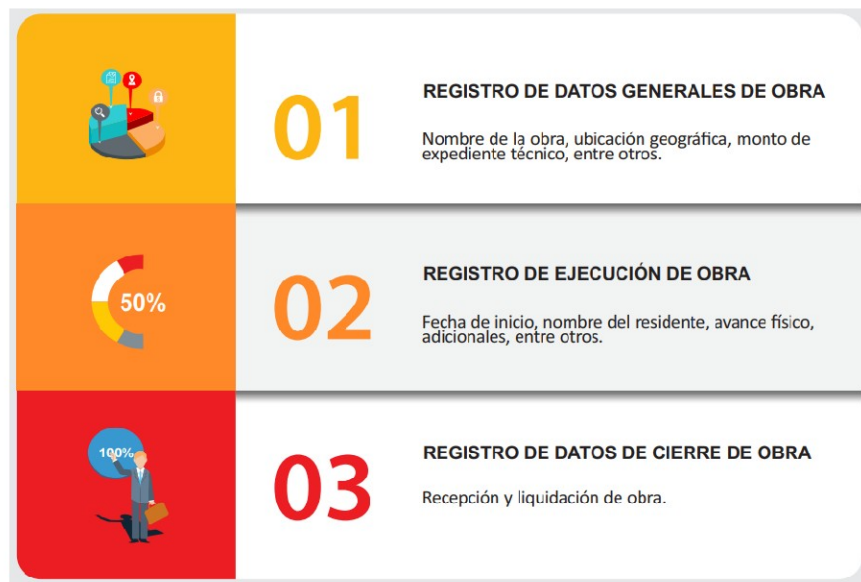 01
REGISTRO DE DATOS GENERALES DE OBRA
Nombre de la obra, ubicación geográfica, monto de
expediente técnico, entre otros.
50%
02
REGISTRO DE EJECUCIÓN DE OBRA
Fecha de inicio, nombre del residente, avance físico,
adicionales, entre otros.
100%
03
REGISTRO DE DATOS DE CIERRE DE OBRA
Recepción y liquidación de obra.